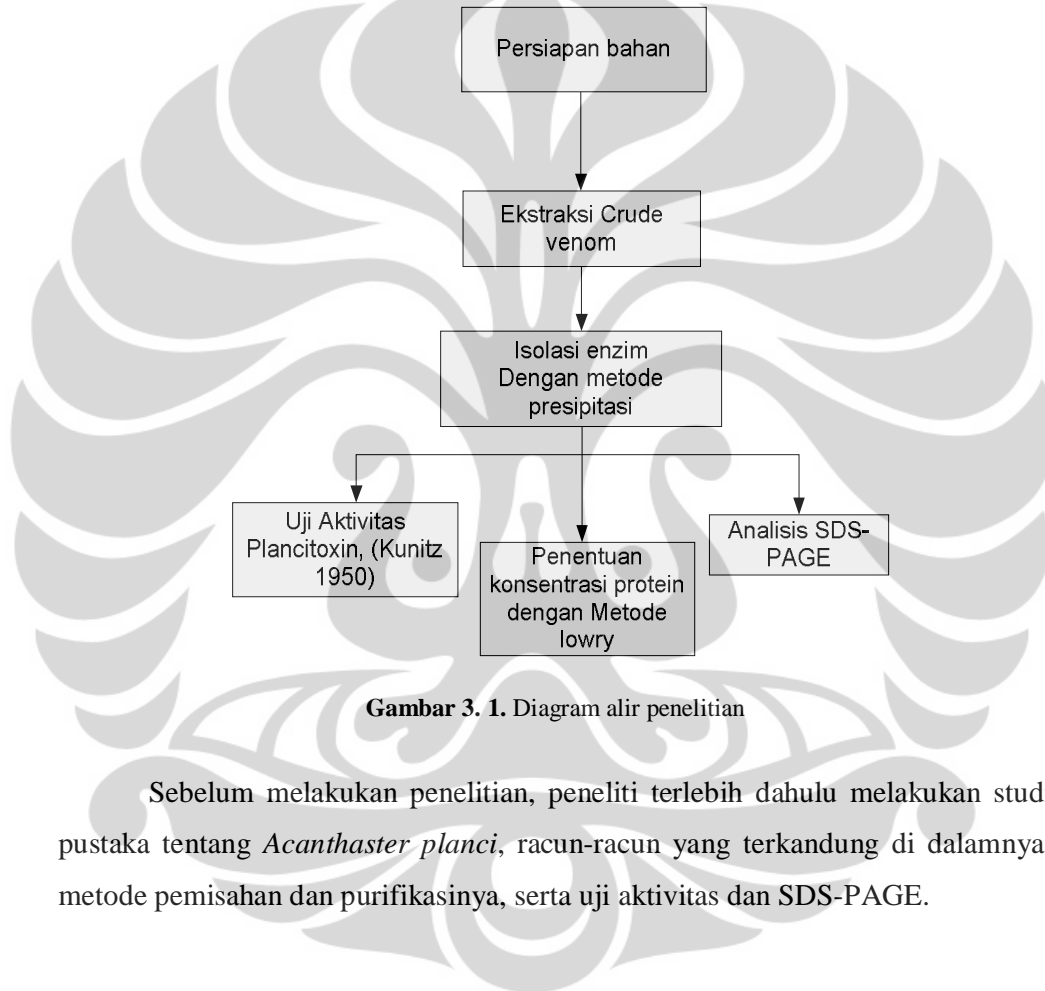 Persiapan bahan
Ekstraksi Crude
venom
Isolasi enzim
Dengan metode
presipitasi
Uji Aktivitas
Plancitoxin, (Kunitz
1950)
Penentuan
konsentrasi protein
dengan Metode
lowry
Analisis SDS-
PAGE
Gambar 3. 1. Diagram alir penelitian
Sebelum melakukan penelitian, peneliti terlebih dahulu melakukan stud
pustaka tentang Acanthaster planci, racun-racun yang terkandung di dalamnya
metode pemisahan dan purifikasinya, serta uji aktivitas dan SDS-PAGE.